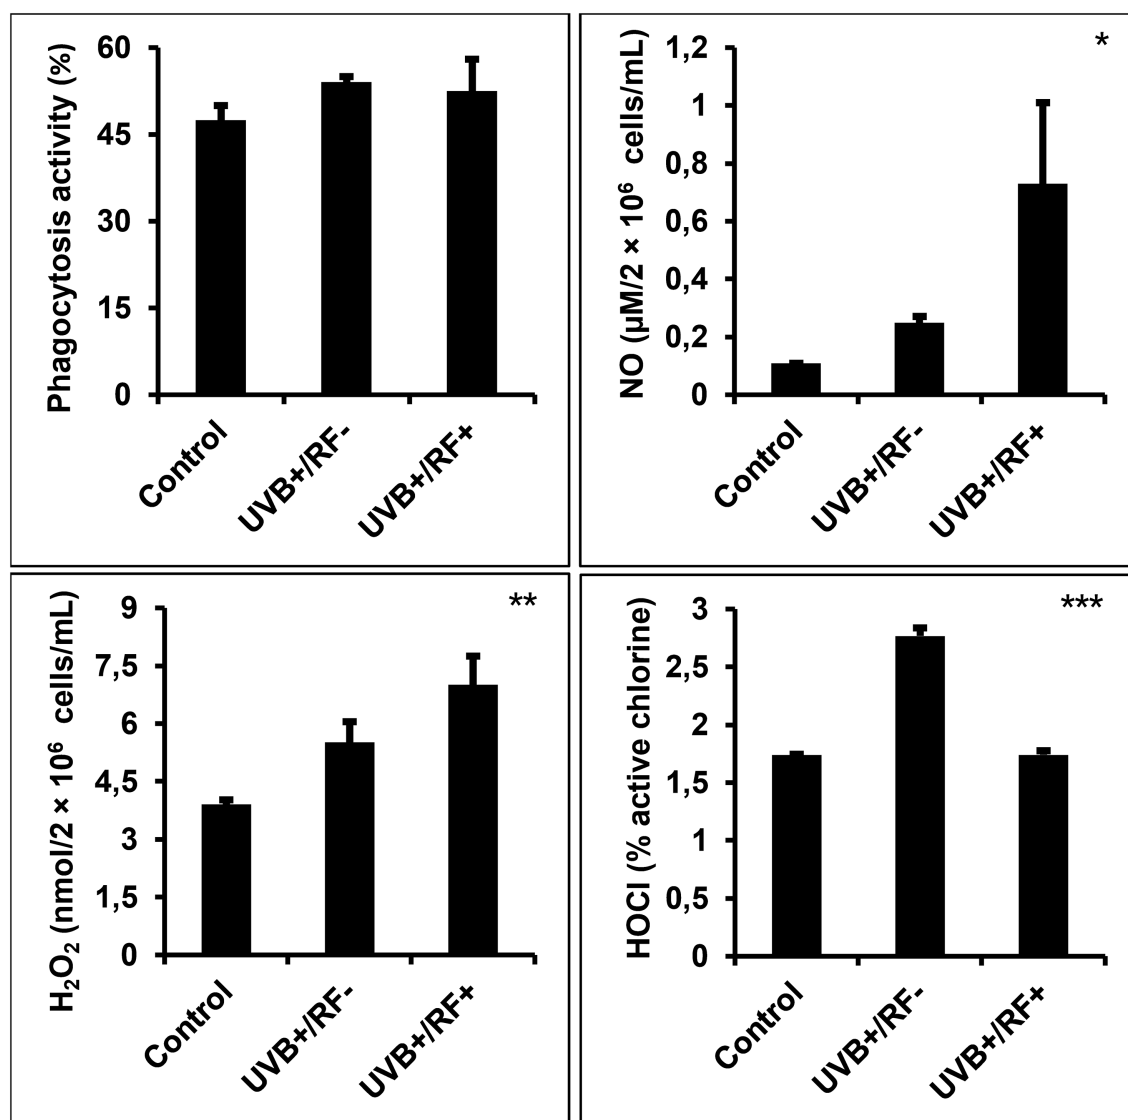 Phagocytosis activity (%)
60
45
30
15
0
Control
UVB+/RF-
UVB+/RF+
NO (µM/2 × 10⁶ cells/mL)
*
1,2
1
0,8
0,6
0,4
0,2
0
Control
UVB+/RF-
UVB+/RF+
H₂O₂ (nmol/2 × 10⁶ cells/mL)
**
9
7,5
6
4,5
3
1,5
0
Control
UVB+/RF-
UVB+/RF+
HOCl (% active chlorine)
***
3
2,5
2
1,5
1
0,5
0
Control
UVB+/RF-
UVB+/RF+